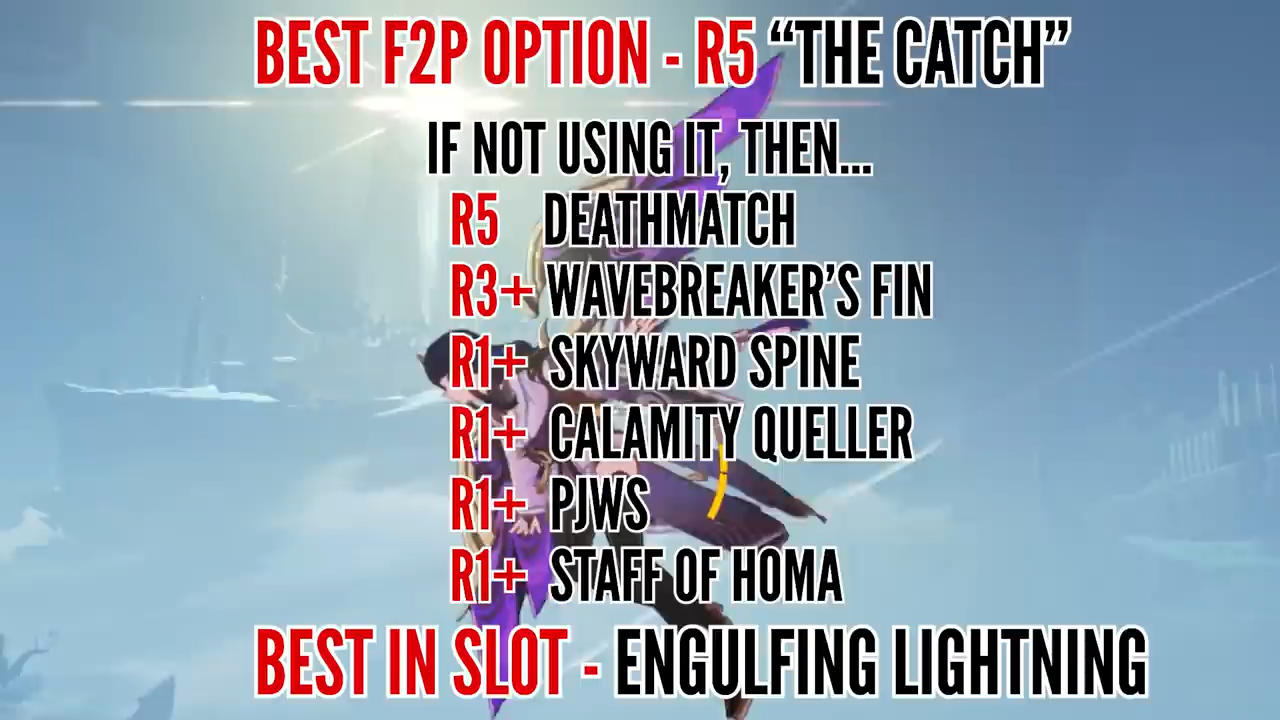 BEST F2P OPTION - R5 “THE CATCH”
IF NOT USING IT, THEN...
R5 DEATHMATCH
R3+ WAVEBREAKER’S FIN
R1+ SKYWARD SPINE
R1+ CALAMITY QUELLER
R1+ PJWS
R1+ STAFF OF HOMA
BEST IN SLOT - ENGULFING LIGHTNING